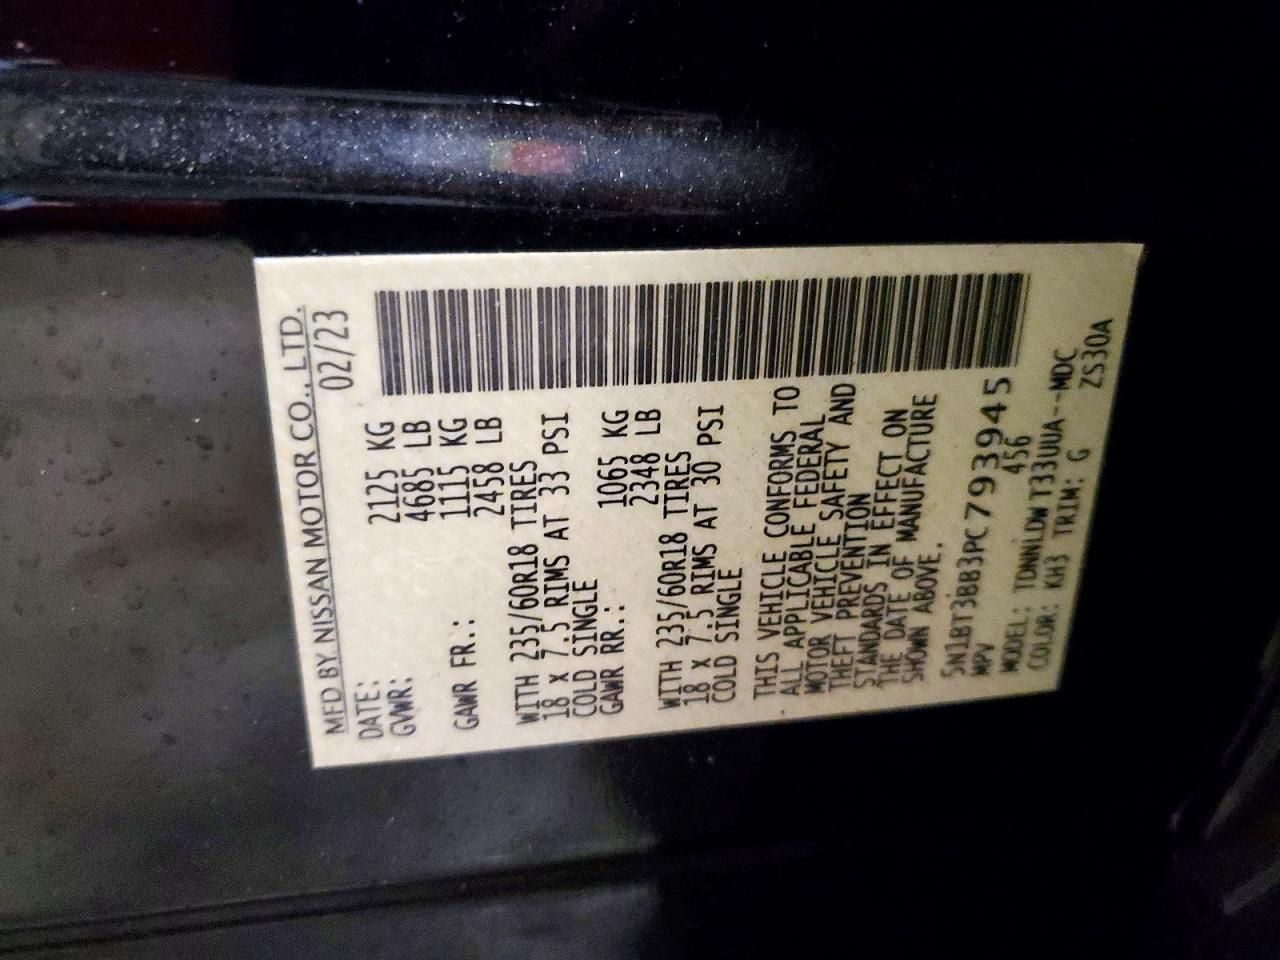 MFD BY NISSAN MOTOR CO., LTD.
DATE: 02/23
GVWR: 2125 KG
4685 LB
GAWR FR.: 1115 KG
2458 LB
WITH 235/60R18 TIRES
18 X 7.5 RIMS AT 33 PSI
COLD SINGLE
GAWR RR.: 1065 KG
2348 LB
WITH 235/60R18 TIRES
18 X 7.5 RIMS AT 30 PSI
COLD SINGLE
THIS VEHICLE CONFORMS TO
ALL APPLICABLE FEDERAL
MOTOR VEHICLE SAFETY AND
THEFT PREVENTION
STANDARDS IN EFFECT ON
THE DATE OF MANUFACTURE
SHOWN ABOVE.
5N1BT3BB3PC793945
MPV 456
MODEL: TDNNLDWT33UUA--MDC
COLOR: KH3 TRIM: G ZS30A